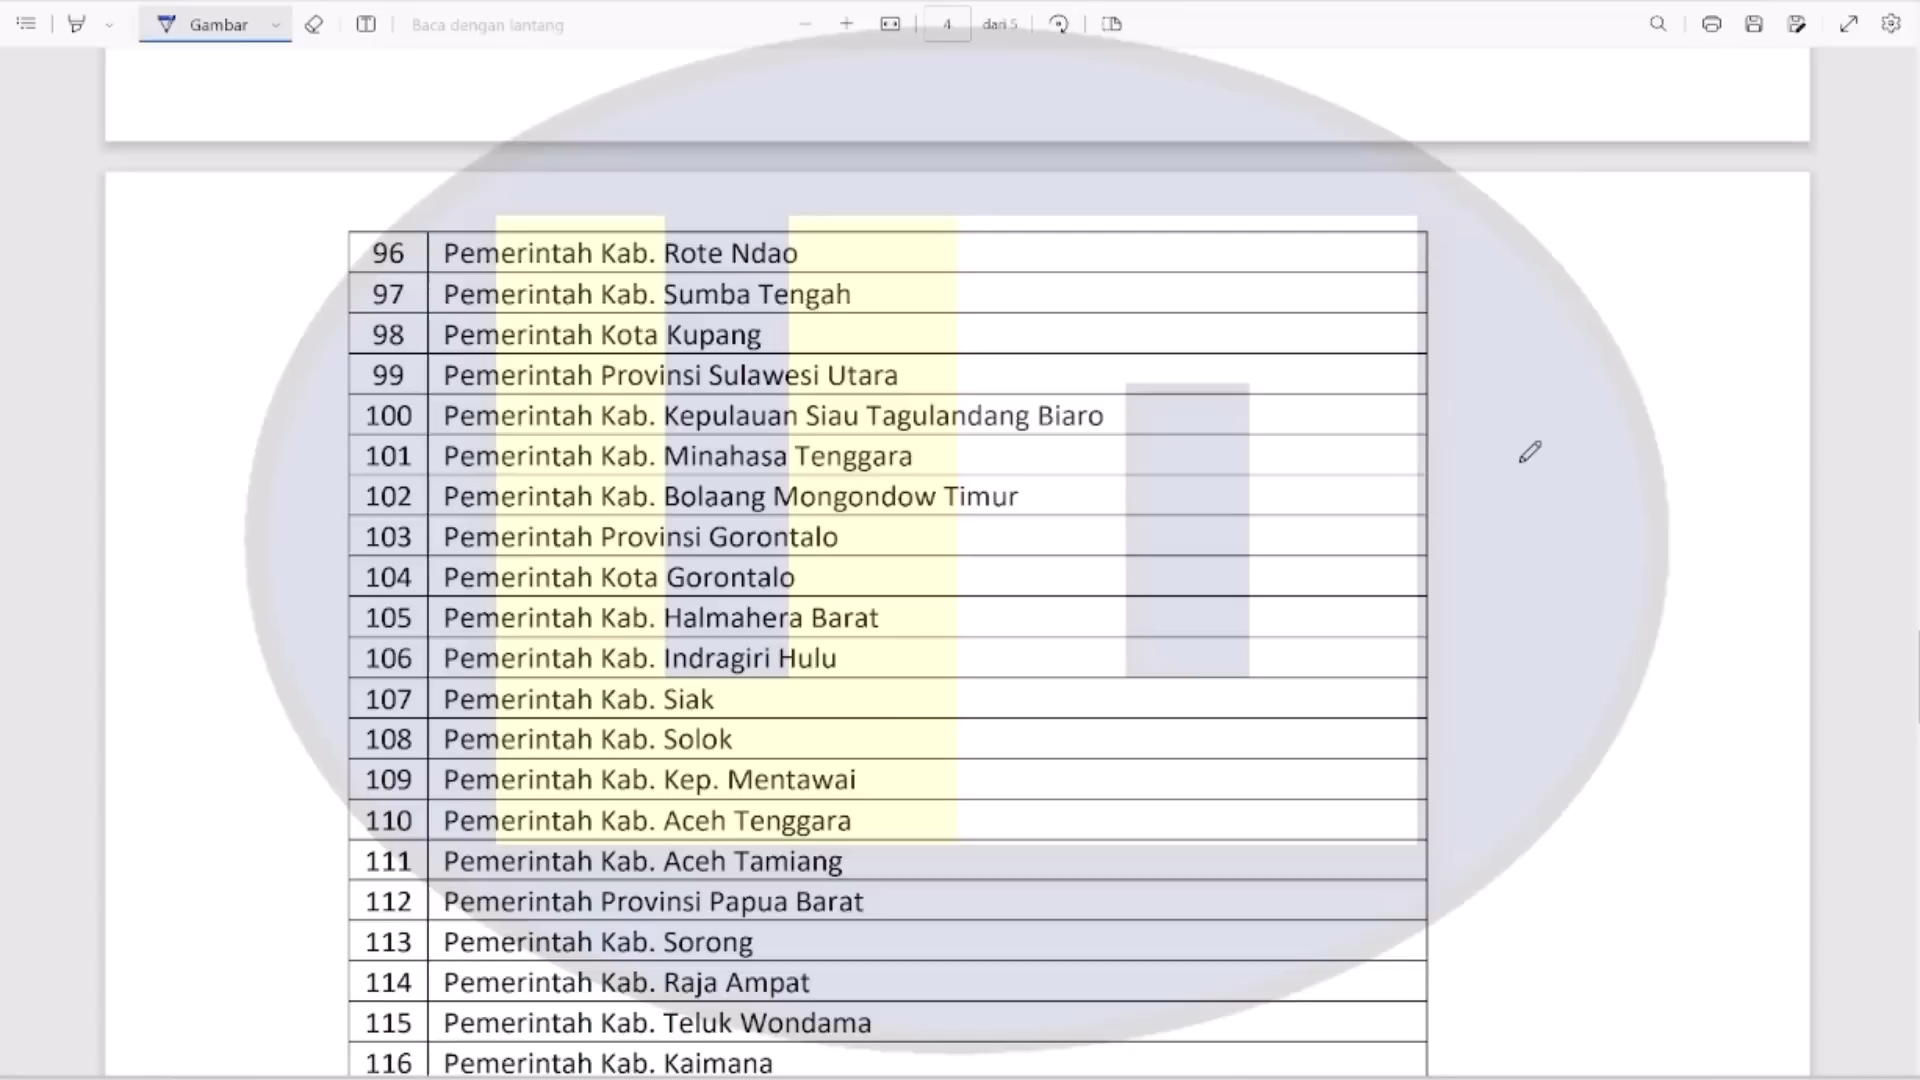 Gambar
Baca dengan lantang
4 dari 5
96 Pemerintah Kab. Rote Ndao
97 Pemerintah Kab. Sumba Tengah
98 Pemerintah Kota Kupang
99 Pemerintah Provinsi Sulawesi Utara
100 Pemerintah Kab. Kepulauan Siau Tagulandang Biaro
101 Pemerintah Kab. Minahasa Tenggara
102 Pemerintah Kab. Bolaang Mongondow Timur
103 Pemerintah Provinsi Gorontalo
104 Pemerintah Kota Gorontalo
105 Pemerintah Kab. Halmahera Barat
106 Pemerintah Kab. Indragiri Hulu
107 Pemerintah Kab. Siak
108 Pemerintah Kab. Solok
109 Pemerintah Kab. Kep. Mentawai
110 Pemerintah Kab. Aceh Tenggara
111 Pemerintah Kab. Aceh Tamiang
112 Pemerintah Provinsi Papua Barat
113 Pemerintah Kab. Sorong
114 Pemerintah Kab. Raja Ampat
115 Pemerintah Kab. Teluk Wondama
116 Pemerintah Kab. Kaimana